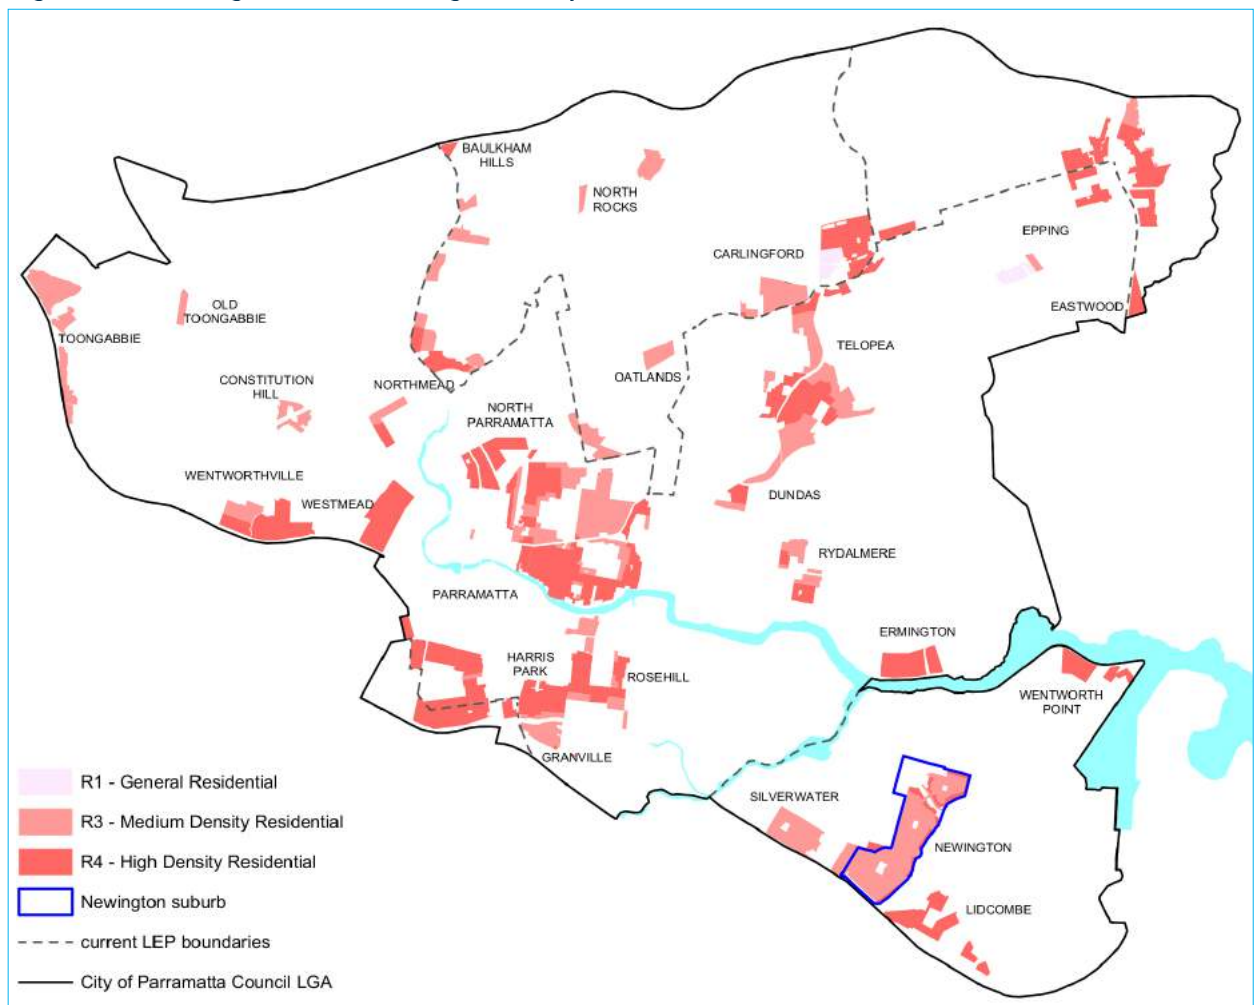 BAULKHAM
HILLS
NORTH
ROCKS
CARLINGFORD
EPPING
EASTWOOD
OLD
TOONGABBIE
TOONGABBIE
TELOPEA
CONSTITUTION
HILL
NORTHMEAD
OATLANDS
NORTH
PARRAMATTA
WENTWORTHVILLE
WESTMEAD
DUNDAS
RYDALMERE
PARRAMATTA
ERMINGTON
HARRIS
PARK
ROSEHILL
WENTWORTH
POINT
GRANVILLE
SILVERWATER
NEWINGTON
LIDCOMBE
R1 - General Residential
R3 - Medium Density Residential
R4 - High Density Residential
Newington suburb
current LEP boundaries
City of Parramatta Council LGA